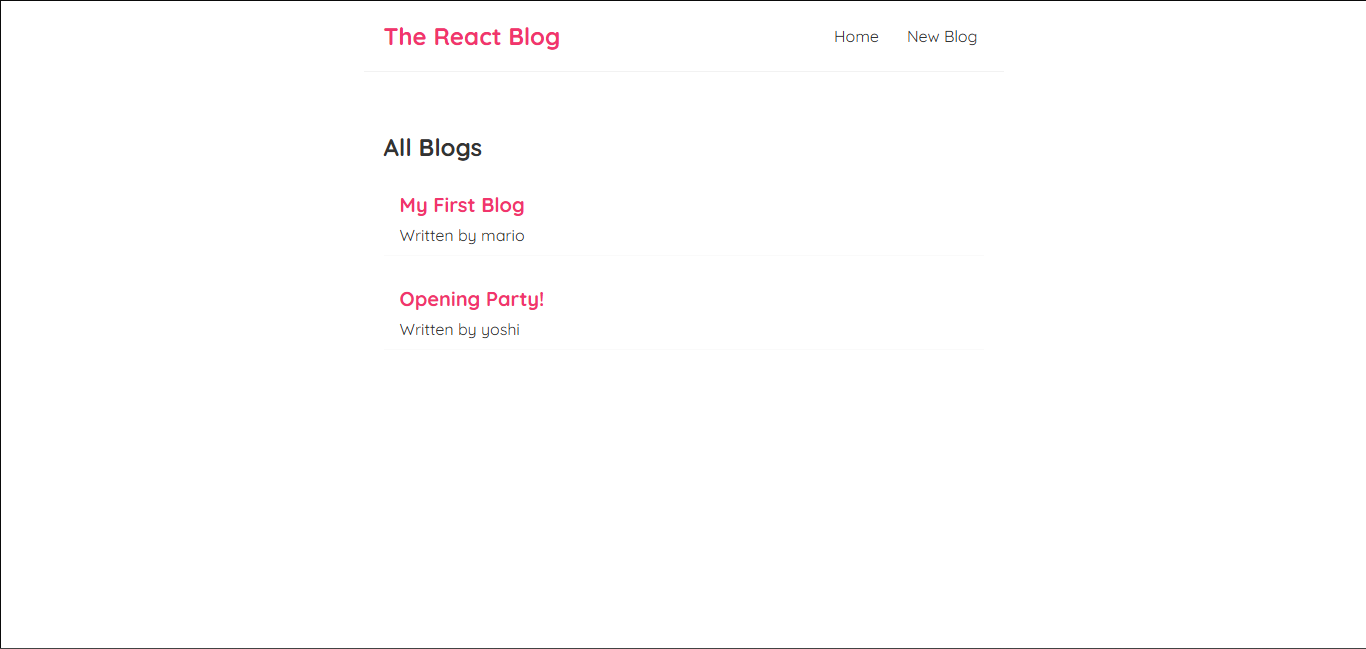 The React Blog
Home New Blog
All Blogs
My First Blog
Written by mario
Opening Party!
Written by yoshi